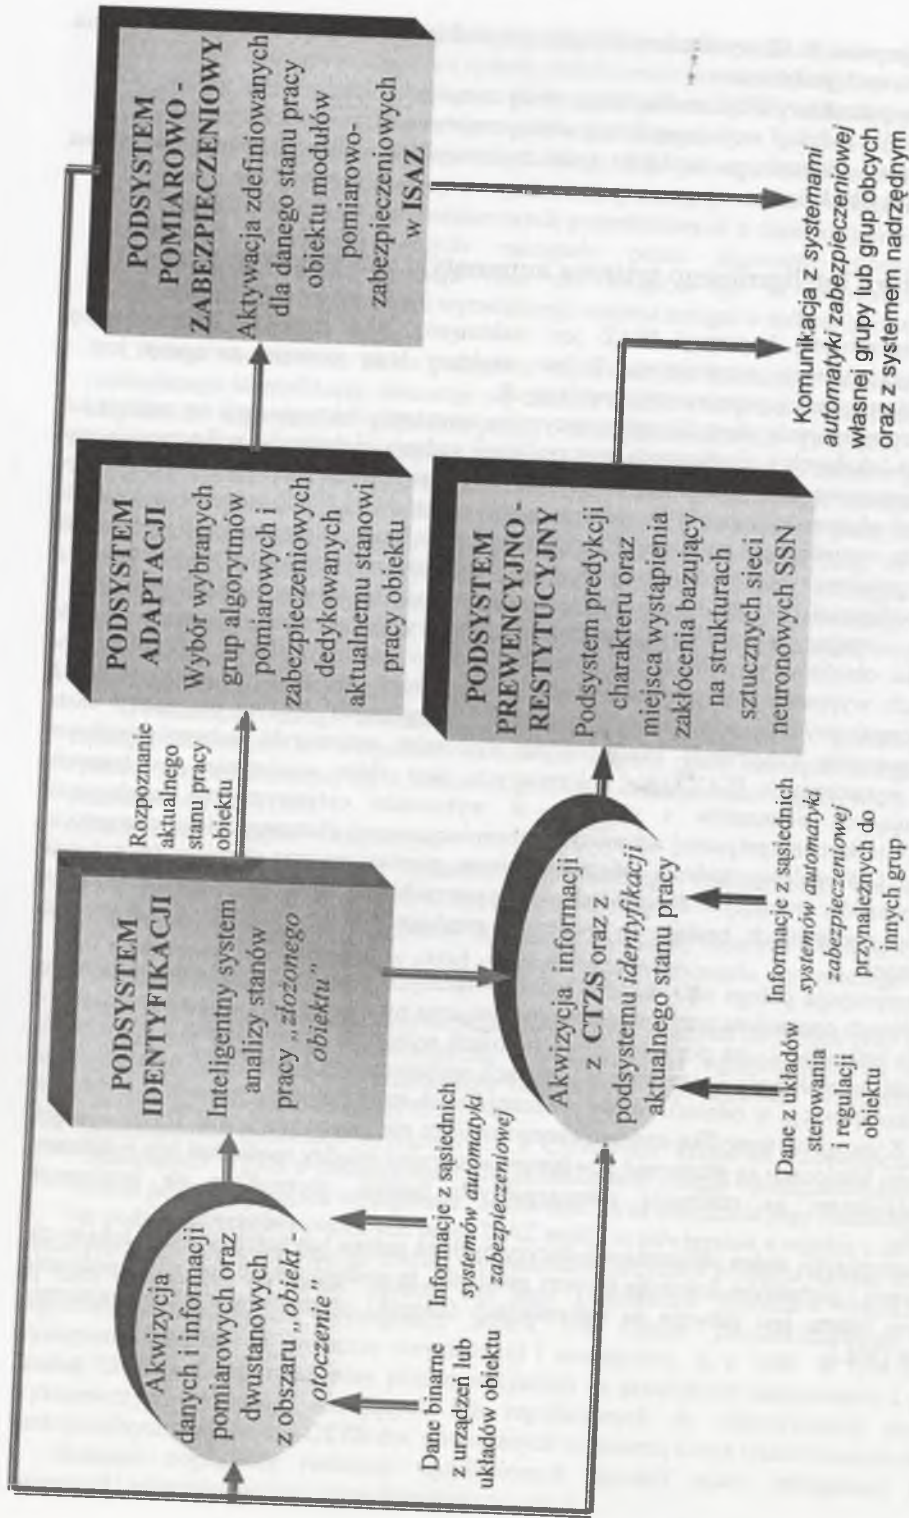 Akwizycja
danych i informacji
pomiarowych oraz
dwustanowych
z obszaru „obiekt -
otoczenie”
Dane binarne
z urządzeń lub
układów obiektu
Informacje z sąsiednich
systemów automatyki
zabezpieczeniowej
PODSYSTEM
IDENTYFIKACJI
Inteligentny system
analizy stanów
pracy „złożonego
obiektu”
Rozpoznanie
aktualnego
stanu pracy
obiektu
PODSYSTEM
ADAPTACJI
Wybór wybranych
grup algorytmów
pomiarowych i
zabezpieczeniowych
dedykowanych
aktualnemu stanowi
pracy obiektu
PODSYSTEM
POMIAROWO -
ZABEZPIECZENIOWY
Aktywacja zdefiniowanych
dla danego stanu pracy
obiektu modułów
pomiarowo-
zabezpieczeniowych
w ISAZ
Akwizycja informacji
z CTZS oraz z
podsystemu identyfikacji
aktualnego stanu pracy
Dane z układów
sterowania
i regulacji
obiektu
Informacje z sąsiednich
systemów automatyki
zabezpieczeniowej
przynależnych do
innych grup
PODSYSTEM
PREWENCYJNO -
RESTYTUCYJNY
Podsystem predykcji
charakteru oraz
miejsca wystąpienia
zakłócenia bazujący
na strukturach
sztucznych sieci
neuronowych SSN
Komunikacja z systemami
automatyki zabezpieczeniowej
własnej grupy lub grup obcych
oraz z systemem nadrzędnym